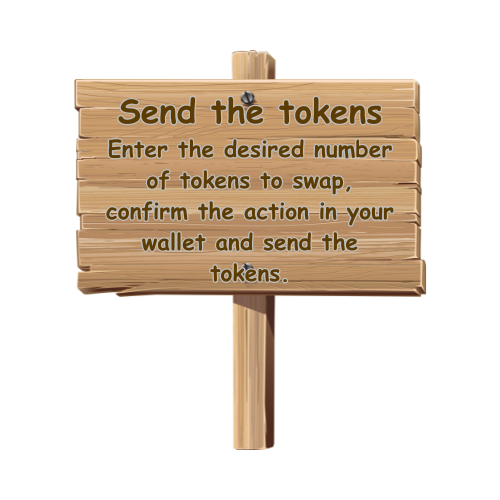 Send the tokens
Enter the desired number
of tokens to swap,
confirm the action in your
wallet and send the
tokens.